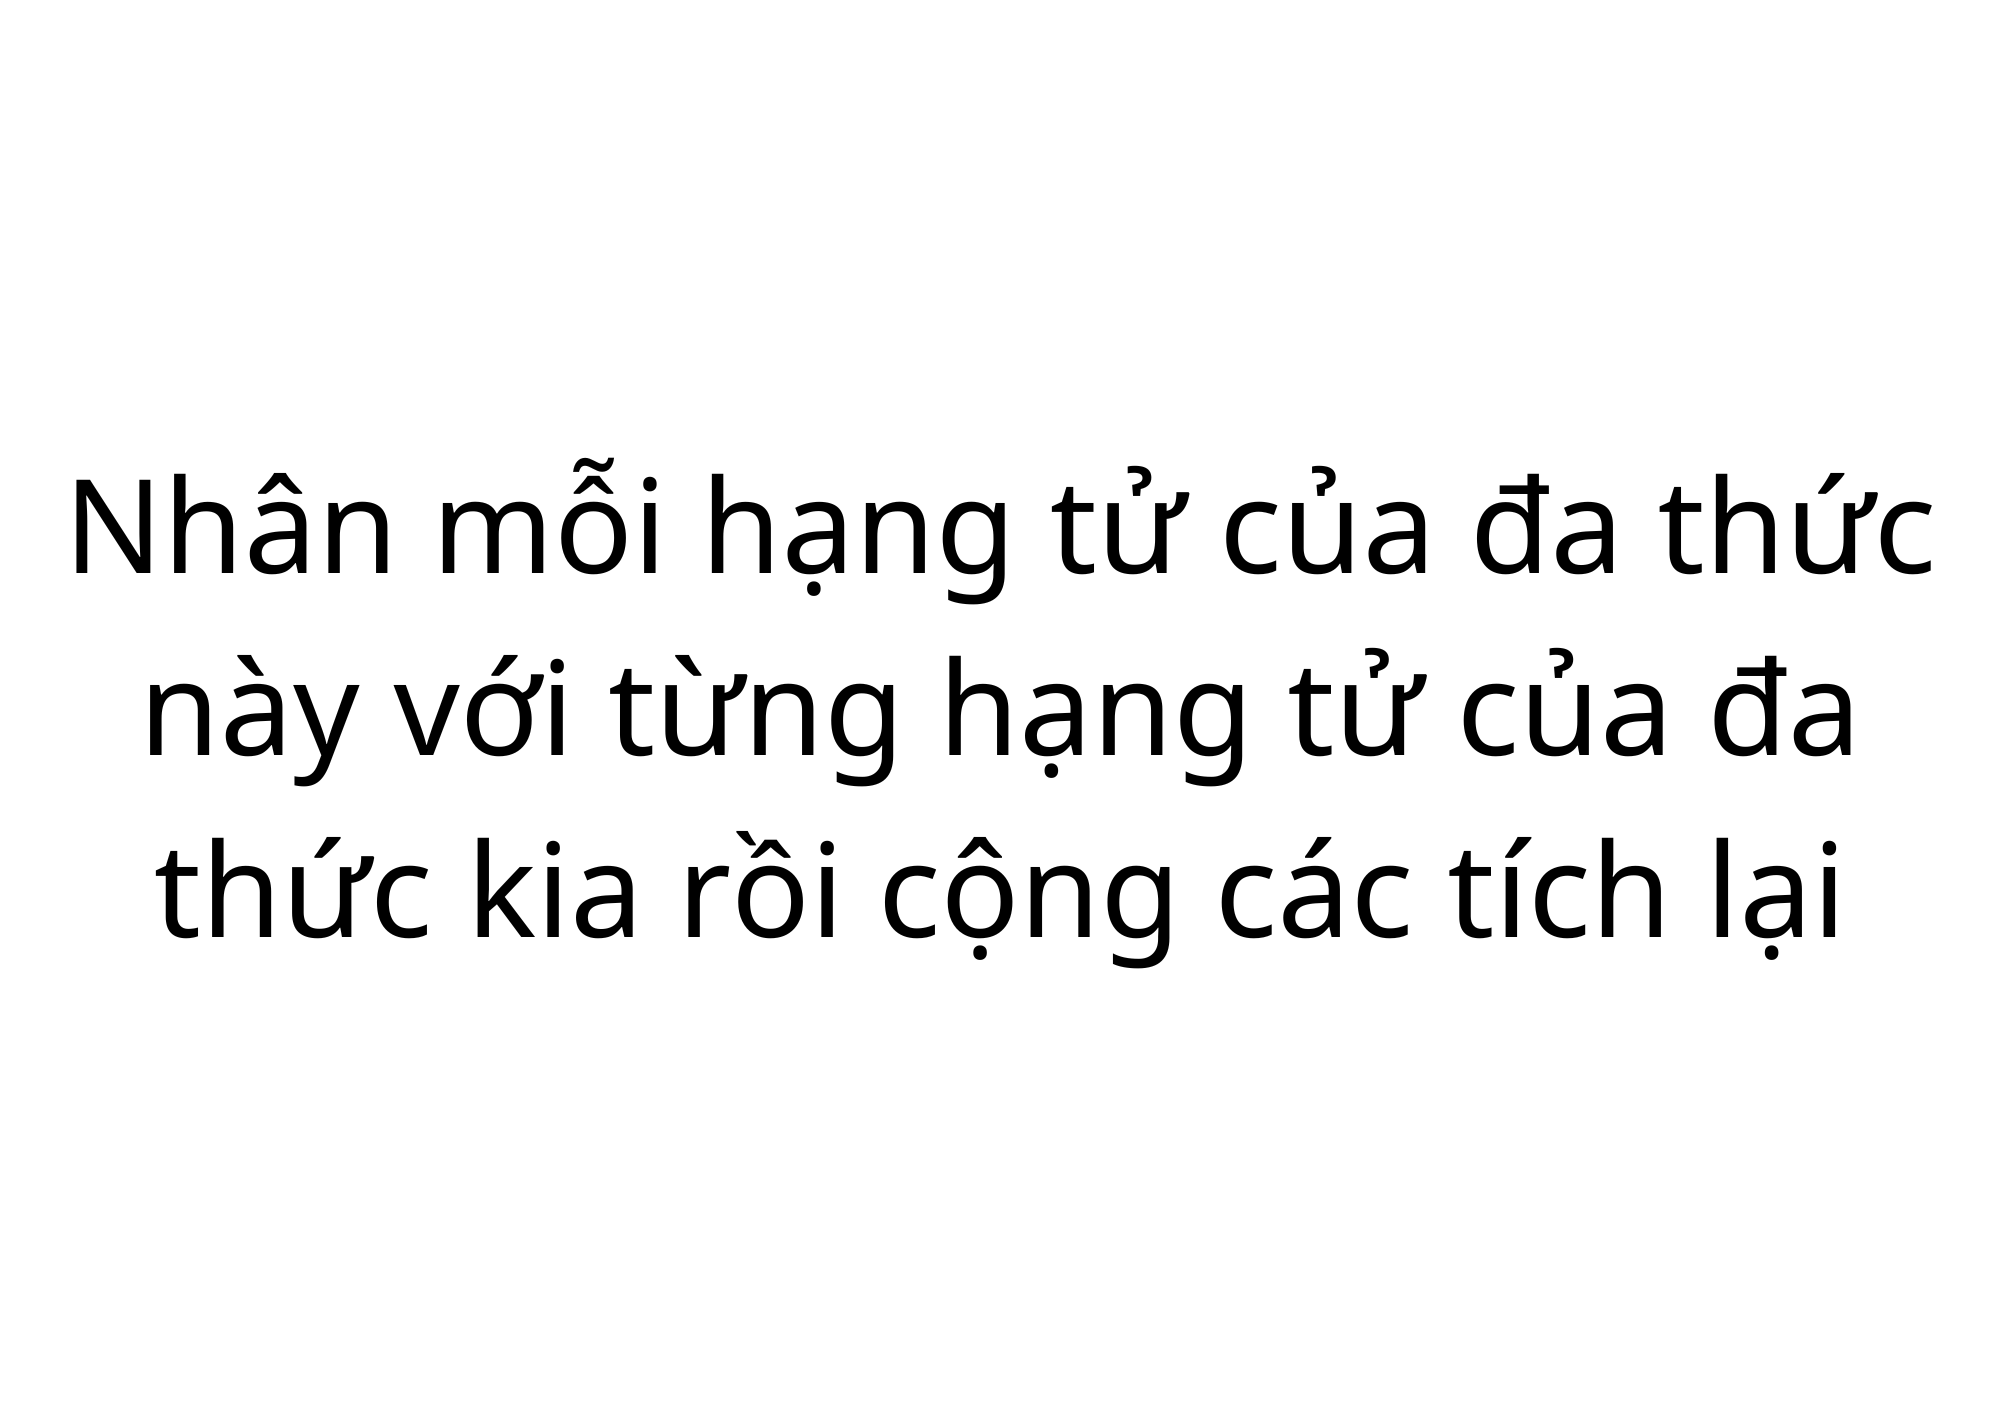 Nhân mỗi hạng tử của đa thức
này với từng hạng tử của đa
thức kia rồi cộng các tích lại